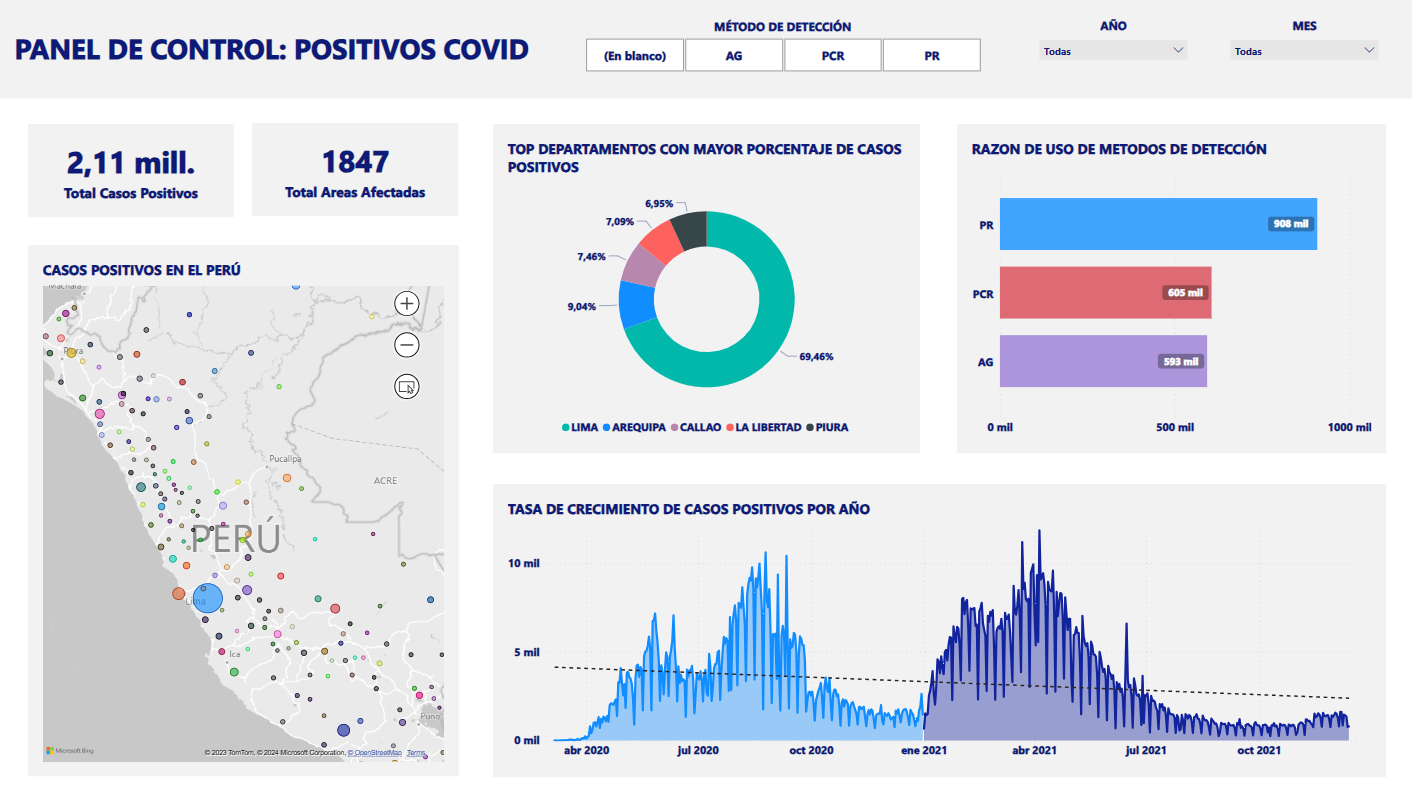 PANEL DE CONTROL: POSITIVOS COVID
MÉTODO DE DETECCIÓN
(En blanco) AG PCR PR
AÑO
Todas
MES
Todas
2,11 mill.
Total Casos Positivos
1847
Total Areas Afectadas
CASOS POSITIVOS EN EL PERÚ
Machala
Piura
Pucallpa
ACRE
PERÚ
Lima
Ica
Puno
Microsoft Bing
© 2023 TomTom, © 2024 Microsoft Corporation, © OpenStreetMap Terms
TOP DEPARTAMENTOS CON MAYOR PORCENTAJE DE CASOS
POSITIVOS
6,95%
7,09%
7,46%
9,04%
69,46%
LIMA AREQUIPA CALLAO LA LIBERTAD PIURA
RAZON DE USO DE METODOS DE DETECCIÓN
PR 908 mil
PCR 605 mil
AG 593 mil
0 mil 500 mil 1000 mil
TASA DE CRECIMIENTO DE CASOS POSITIVOS POR AÑO
10 mil
5 mil
0 mil
abr 2020 jul 2020 oct 2020 ene 2021 abr 2021 jul 2021 oct 2021